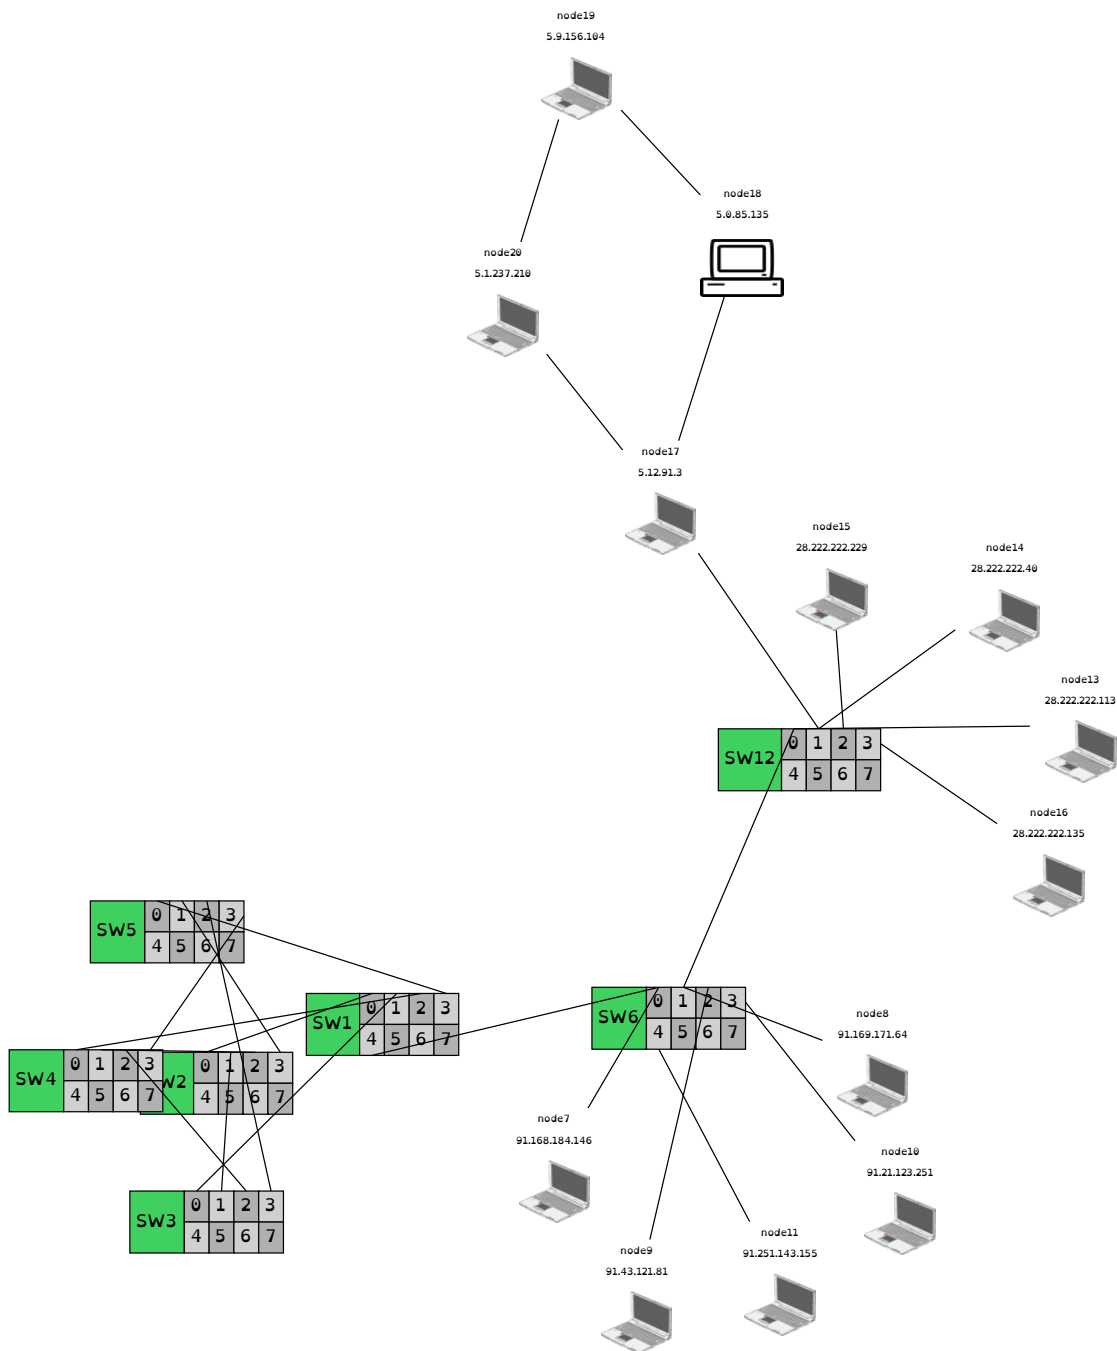 node19
5.9.156.104
node18
5.0.85.135
node20
5.1.237.210
node17
5.12.91.3
node15
28.222.222.229
node14
28.222.222.40
node13
28.222.222.113
SW12 0 1 2 3
4 5 6 7
node16
28.222.222.135
SW5 0 1 2 3
4 5 6 7
SW1 0 1 2 3
4 5 6 7
SW6 0 1 2 3
4 5 6 7
node8
91.169.171.64
SW4 0 1 2 3
4 5 6 7
W2 0 1 2 3
4 5 6 7
node7
91.168.184.146
node10
91.21.123.251
SW3 0 1 2 3
4 5 6 7
node11
91.251.143.155
node9
91.43.121.81